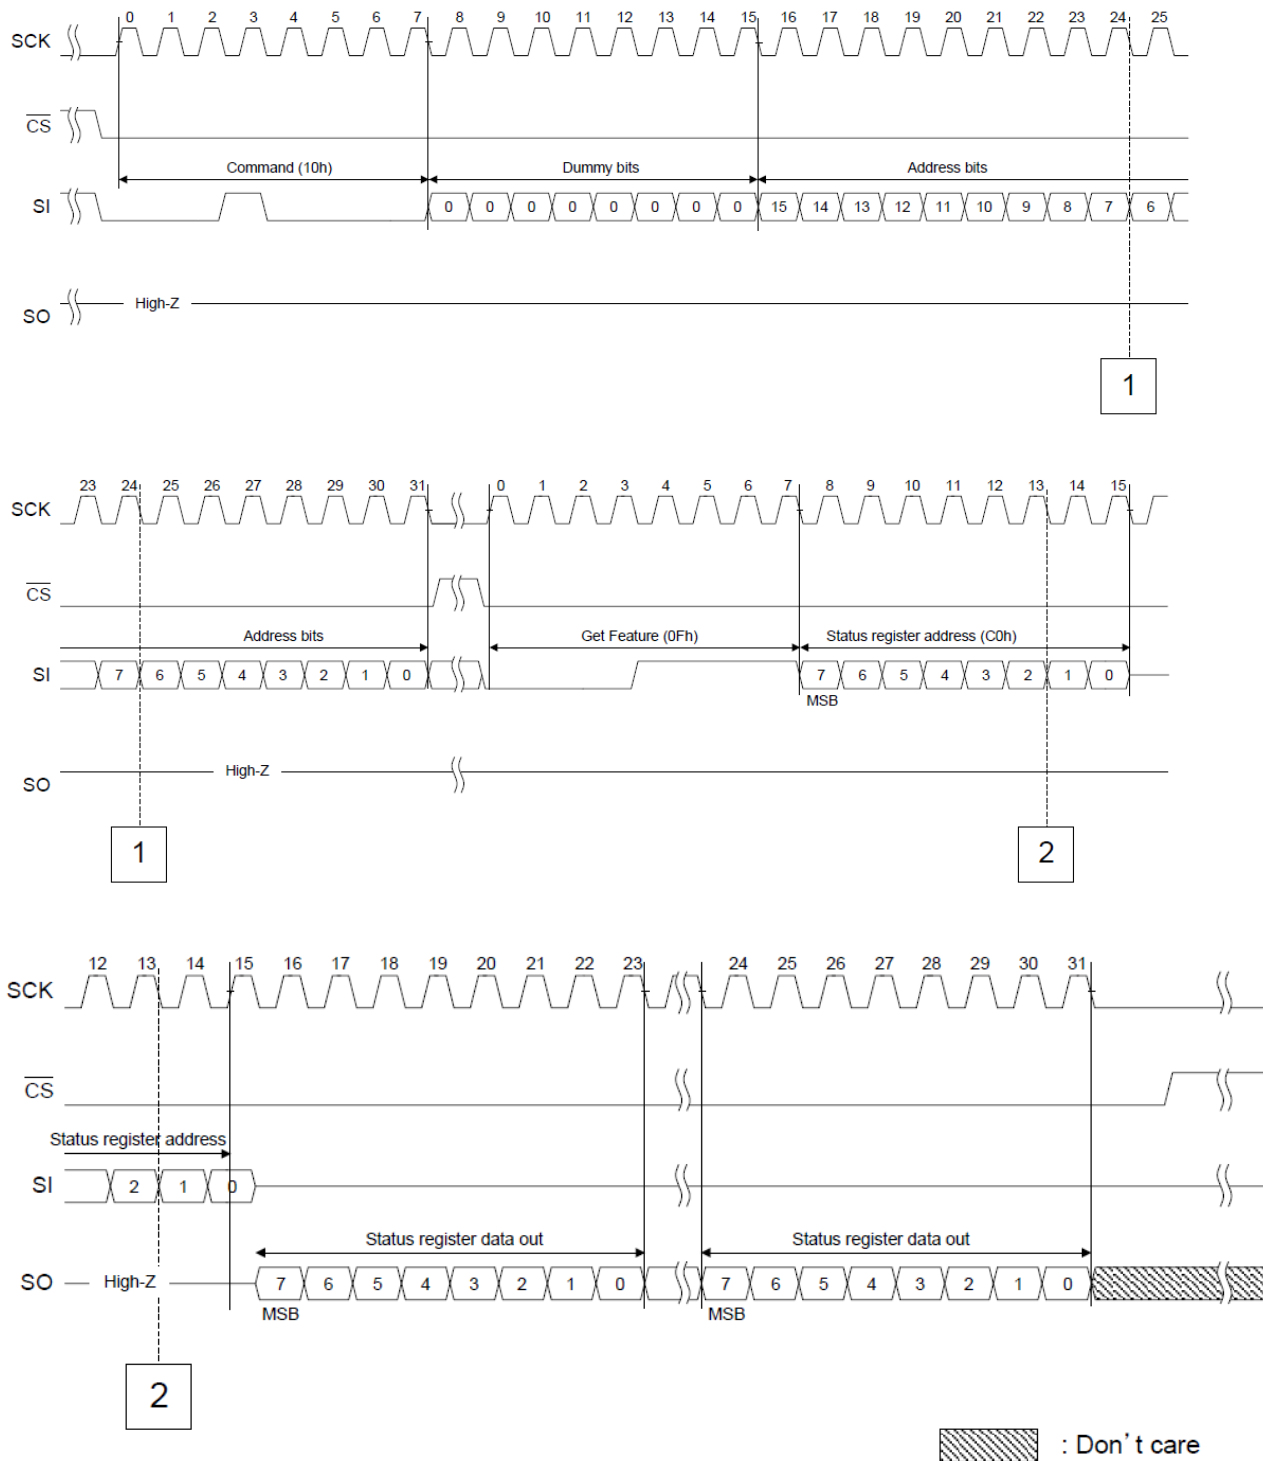 0 1 2 3 4 5 6 7 8 9 10 11 12 13 14 15 16 17 18 19 20 21 22 23 24 25
SCK
CS
Command (10h) Dummy bits Address bits
SI 0 0 0 0 0 0 0 0 15 14 13 12 11 10 9 8 7 6
SO High-Z
1
23 24 25 26 27 28 29 30 31 0 1 2 3 4 5 6 7 8 9 10 11 12 13 14 15
SCK
CS
Address bits Get Feature (0Fh) Status register address (C0h)
SI 7 6 5 4 3 2 1 0 7 6 5 4 3 2 1 0
MSB
SO High-Z
1 2
12 13 14 15 16 17 18 19 20 21 22 23 24 25 26 27 28 29 30 31
SCK
CS
Status register address
SI 2 1 0
Status register data out Status register data out
SO High-Z 7 6 5 4 3 2 1 0 7 6 5 4 3 2 1 0
MSB MSB
2
: Don't care